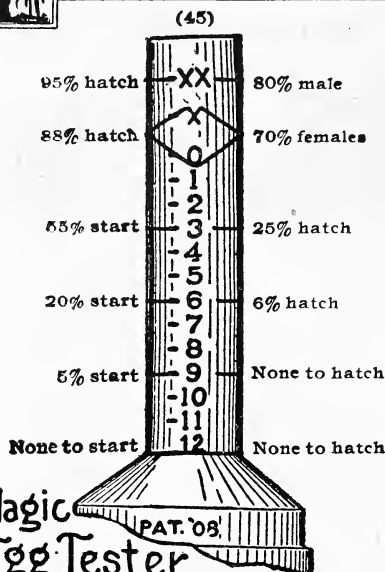 (45)
95% hatch XX 80% male
X
88% hatch 70% females
0
1
2
55% start 3 25% hatch
4
5
20% start 6 6% hatch
7
8
5% start 9 None to hatch
10
11
None to start 12 None to hatch
PAT. '08,
Magic
Egg Tester